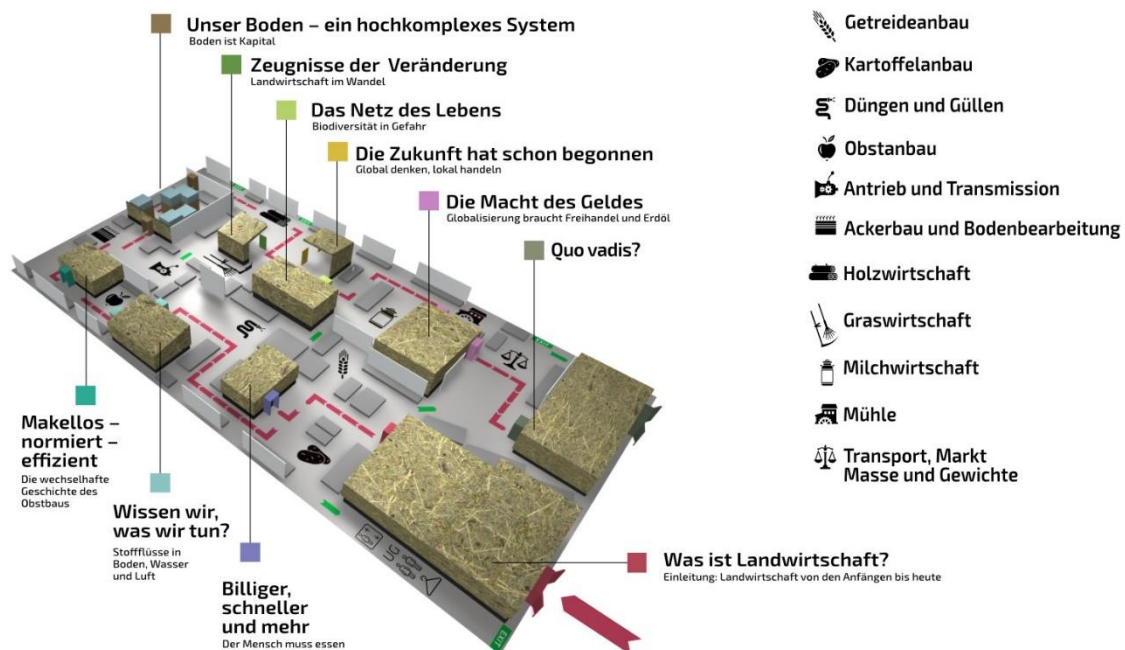 Unser Boden – ein hochkomplexes System
Boden ist Kapital
Zeugnisse der Veränderung
Landwirtschaft im Wandel
Das Netz des Lebens
Biodiversität in Gefahr
Die Zukunft hat schon begonnen
Global denken, lokal handeln
Die Macht des Geldes
Globalisierung braucht Freihandel und Erdöl
Quo vadis?
Makellos –
normiert –
effizient
Die wechselhafte
Geschichte des
Obstbaus
Wissen wir,
was wir tun?
Stoffflüsse in
Boden, Wasser
und Luft
Billiger,
schneller
und mehr
Der Mensch muss essen
Was ist Landwirtschaft?
Einleitung: Landwirtschaft von den Anfängen bis heute
UG
EXIT
EXIT
Getreideanbau
Kartoffelanbau
Düngen und Güllen
Obstanbau
Antrieb und Transmission
Ackerbau und Bodenbearbeitung
Holzwirtschaft
Graswirtschaft
Milchwirtschaft
Mühle
Transport, Markt
Masse und Gewichte